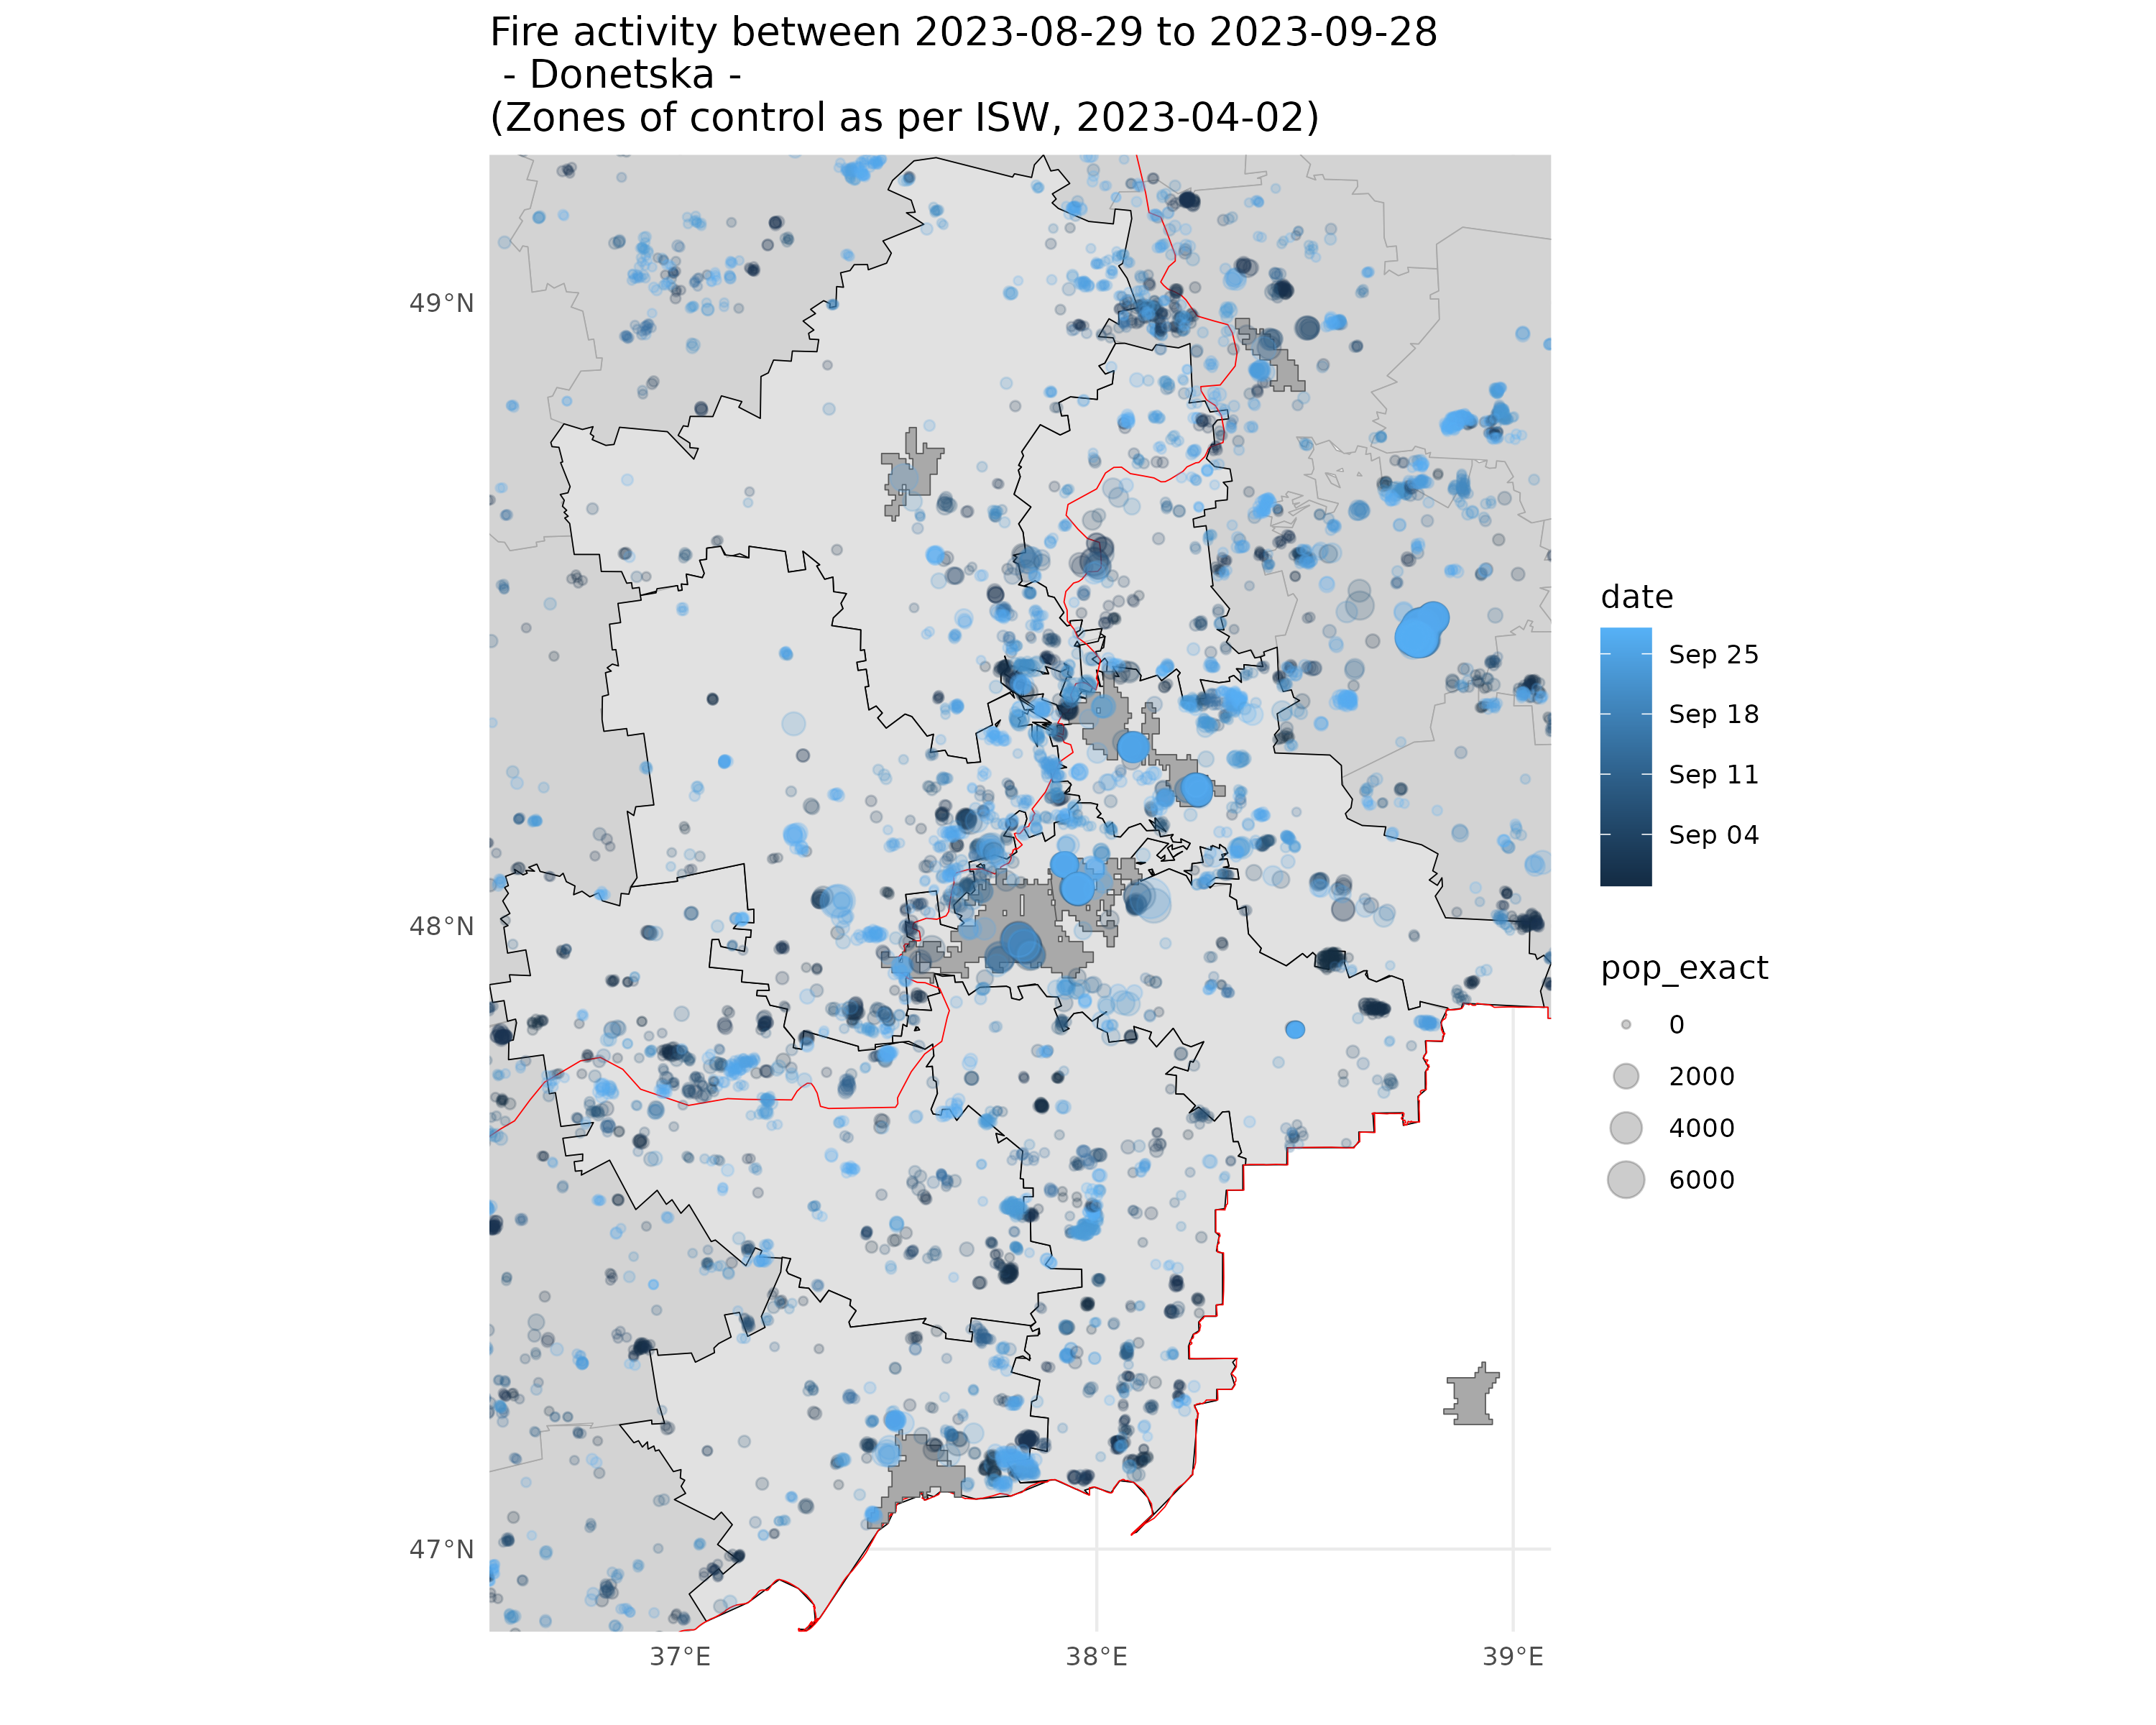 Fire activity between 2023-08-29 to 2023-09-28
- Donetska -
(Zones of control as per ISW, 2023-04-02)
49°N
48°N
47°N
37°E
38°E
39°E
date
Sep 25
Sep 18
Sep 11
Sep 04
pop_exact
0
2000
4000
6000